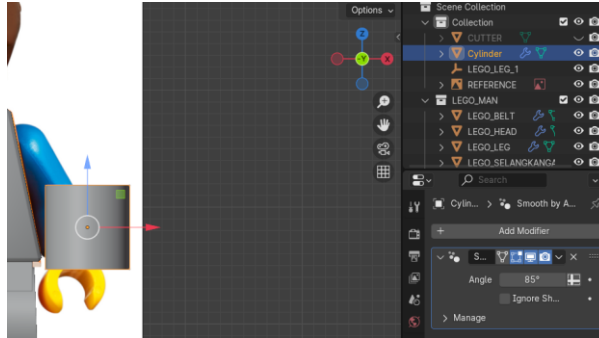 Options
Scene Collection
Collection
CUTTER
Cylinder
LEGO_LEG_1
REFERENCE
LEGO_MAN
LEGO_BELT
LEGO_HEAD
LEGO_LEG
LEGO_SELANGKANGA
Z
-Y
X
Search
Cylin... > Smooth by A...
+ Add Modifier
S...
Angle 85°
Ignore Sh...
> Manage